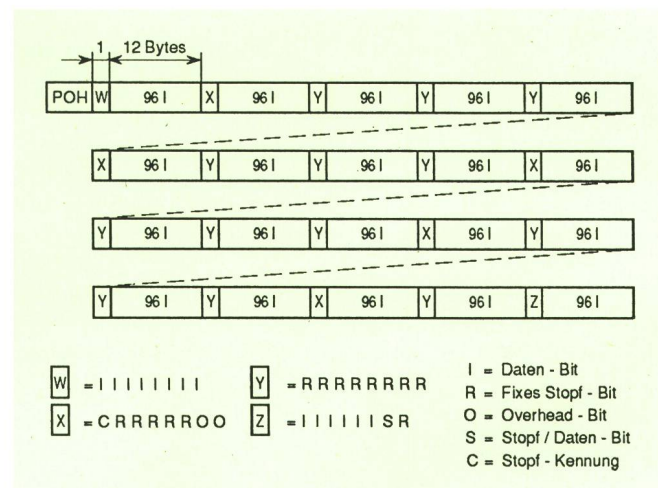 1 12 Bytes
POH W 96 I X 96 I Y 96 I Y 96 I Y 96 I
X 96 I Y 96 I Y 96 I Y 96 I X 96 I
Y 96 I Y 96 I Y 96 I X 96 I Y 96 I
Y 96 I Y 96 I X 96 I Y 96 I Z 96 I
W = I I I I I I I I
Y = R R R R R R R R
X = C R R R R R O O
Z = I I I I I I S R
I = Daten - Bit
R = Fixes Stopf - Bit
O = Overhead - Bit
S = Stopf / Daten - Bit
C = Stopf - Kennung